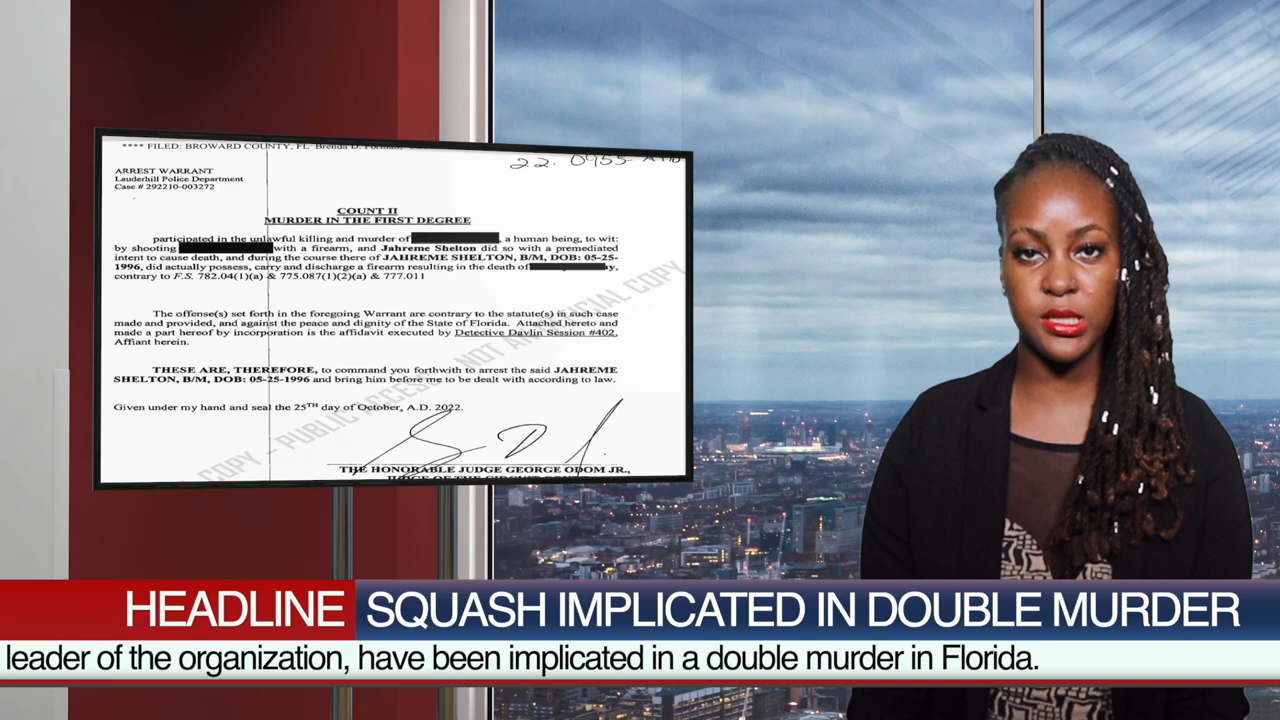 **** FILED: BROWARD COUNTY, FL Brenda D.
22- 0955
ARREST WARRANT
Lauderhill Police Department
Case # 292210-003272
COUNT II
MURDER IN THE FIRST DEGREE
participated in the unlawful killing and murder of , a human being, to wit:
by shooting with a firearm, and Jahreme Shelton did so with a premediated
intent to cause death, and during the course there of JAHREME SHELTON, B/M, DOB: 05-25-
1996, did actually possess, carry and discharge a firearm resulting in the death of
contrary to F.S. 782.04(1)(a) & 775.087(1)(2)(a) & 777.011
The offense(s) set forth in the foregoing Warrant are contrary to the statute(s) in such case
made and provided, and against the peace and dignity of the State of Florida. Attached hereto and
made a part hereof by incorporation is the affidavit executed by Detective Davlin Session #402,
Affiant herein.
THESE ARE, THEREFORE, to command you forthwith to arrest the said JAHREME
SHELTON, B/M, DOB: 05-25-1996 and bring him before me to be dealt with according to law.
Given under my hand and seal the 25TH day of October, A.D. 2022.
COPY - PUBLIC ACCESS - NOT AN OFFICIAL COPY
THE HONORABLE JUDGE GEORGE ODOM JR.,
HEADLINE SQUASH IMPLICATED IN DOUBLE MURDER
leader of the organization, have been implicated in a double murder in Florida.